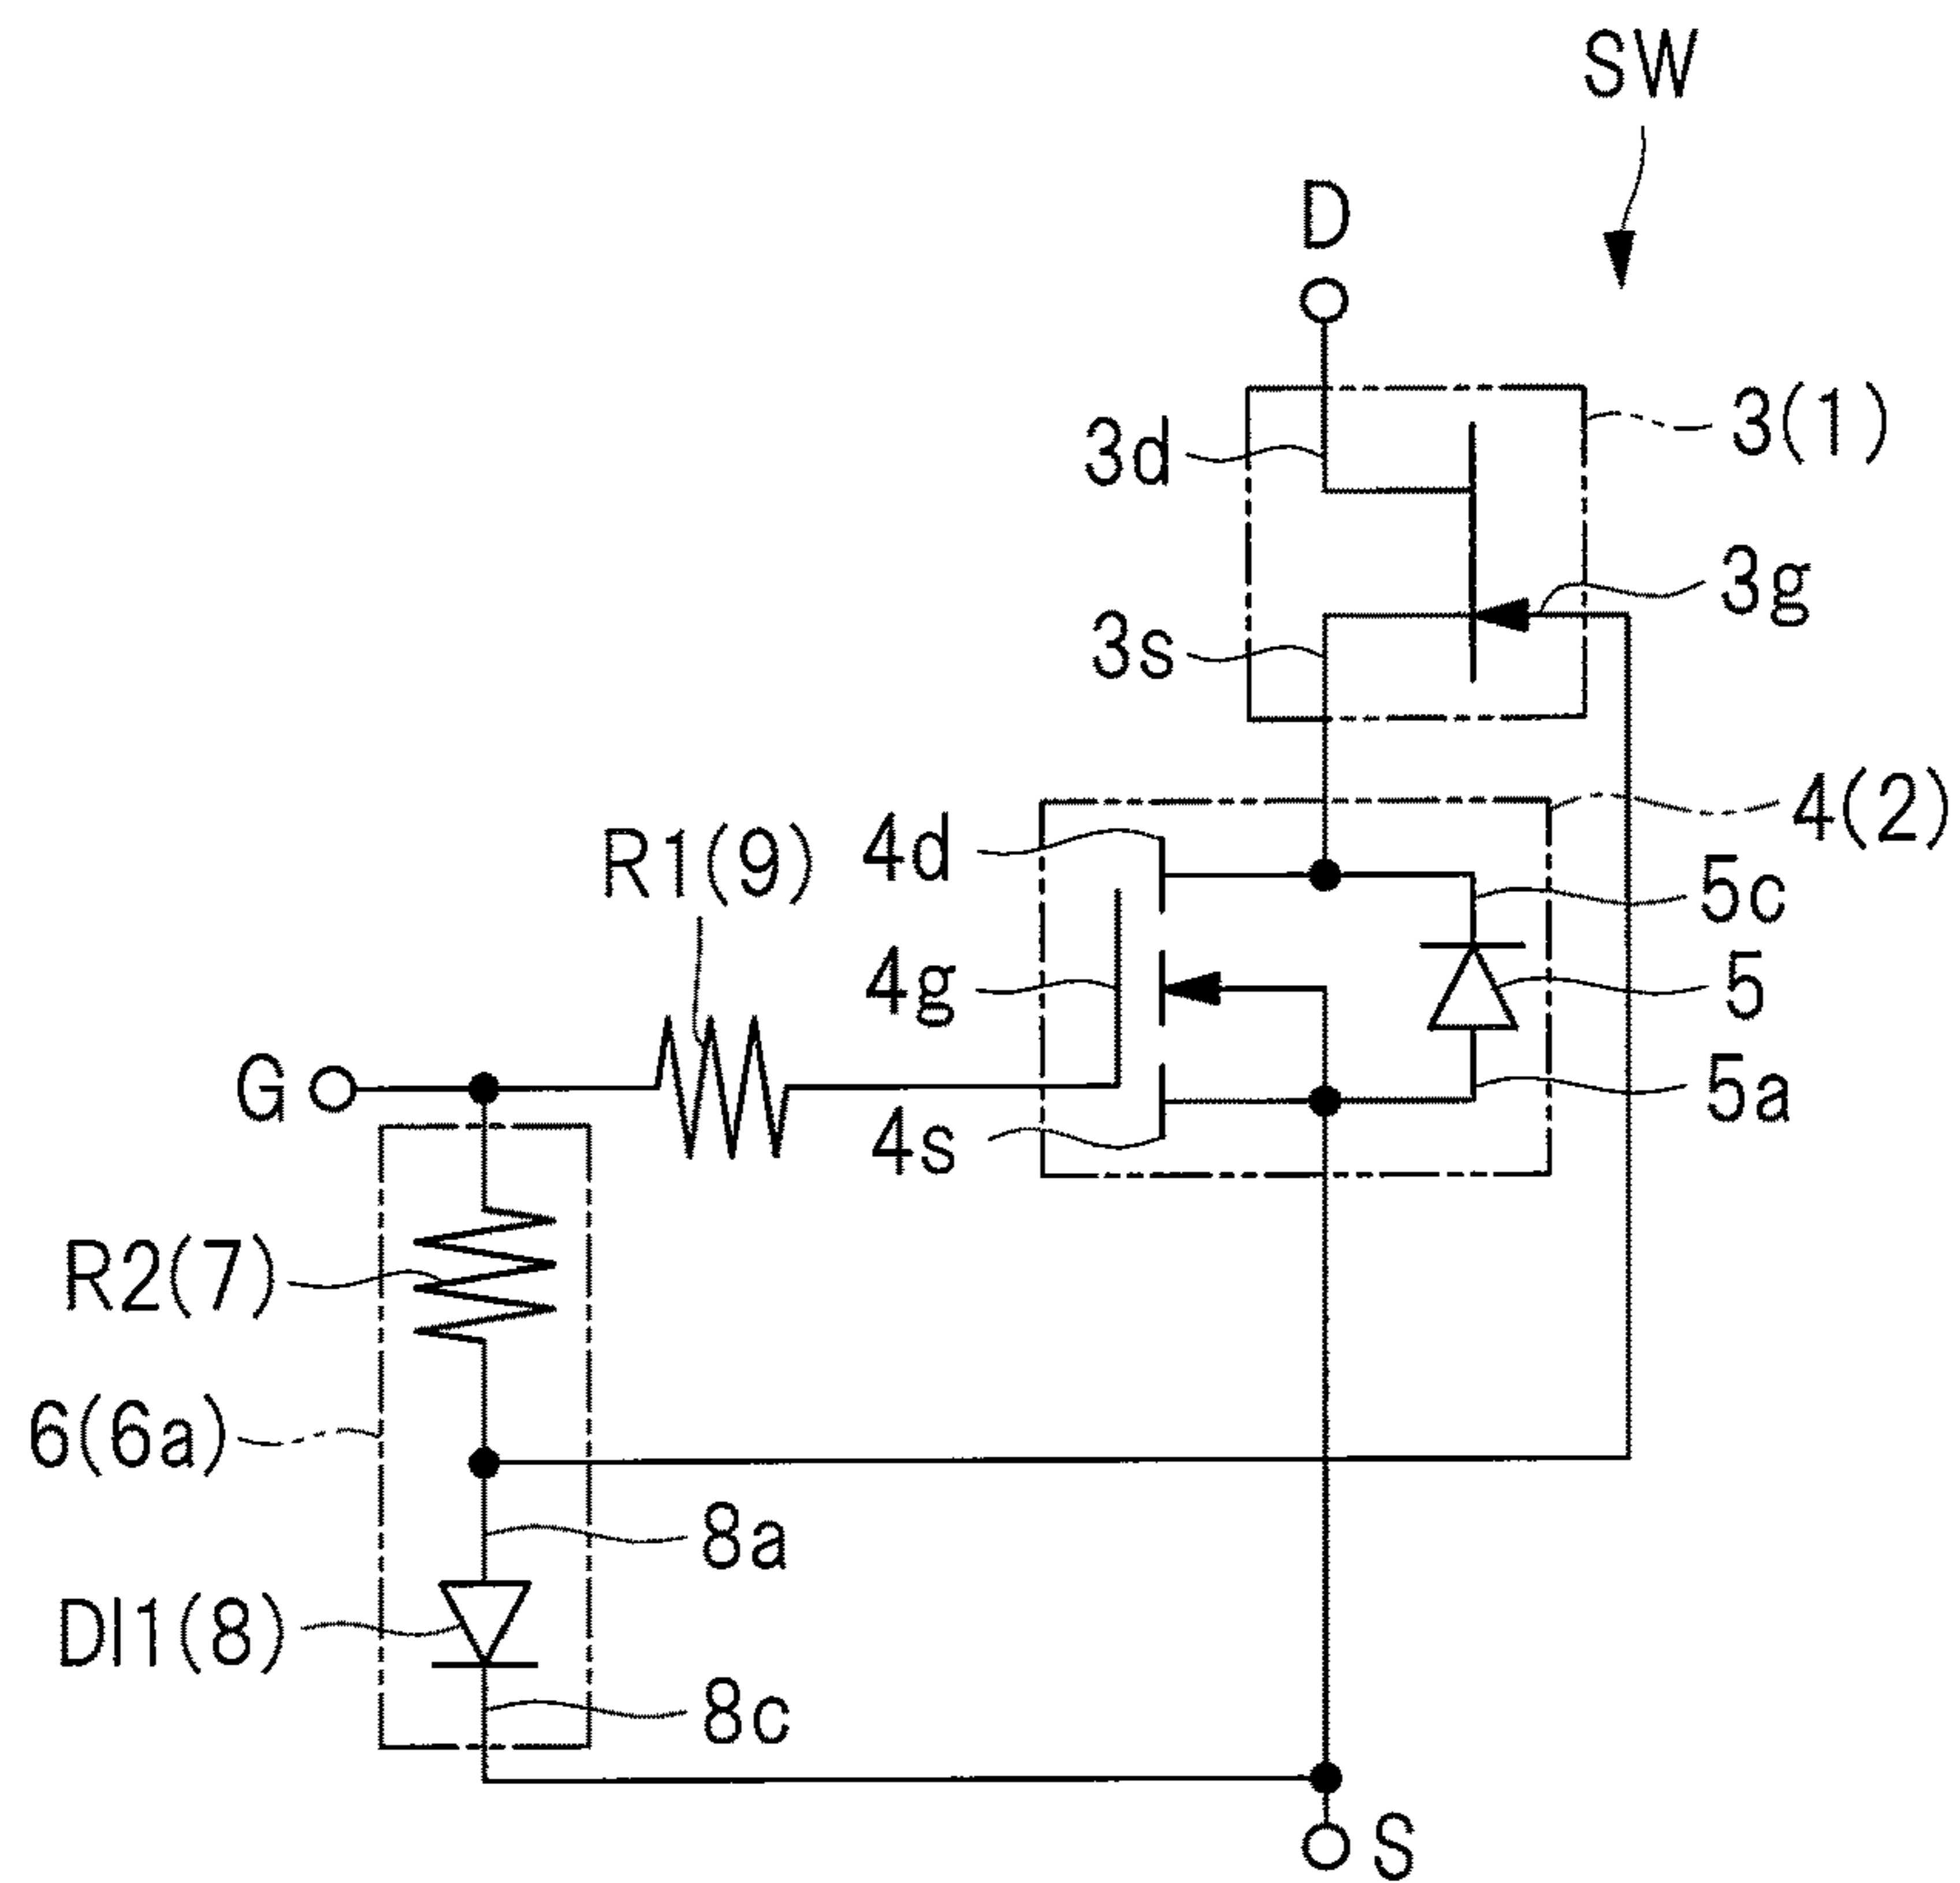 SW
D
3(1)
3d
3g
3s
4(2)
R1(9)
4d
5c
4g
5
G
5a
4s
R2(7)
6(6a)
8a
DI1(8)
8c
S